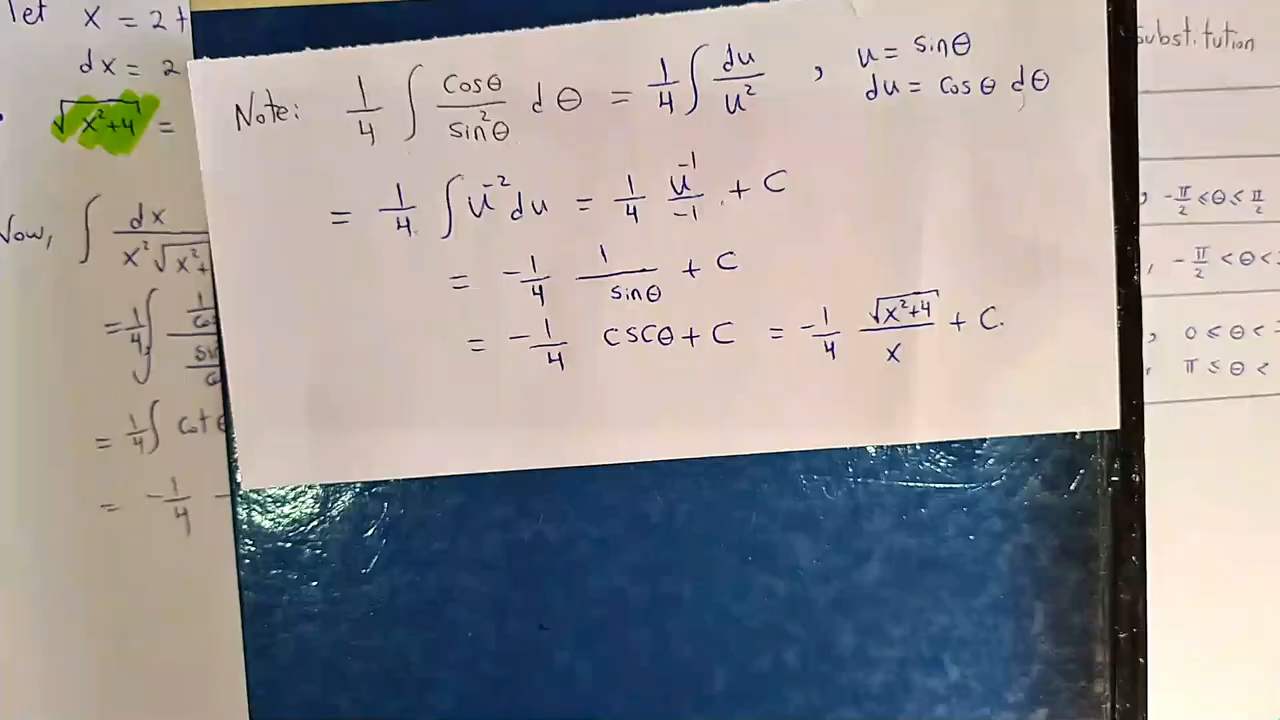 let x = 2
dx = 2
√(x²+4) =
Now, ∫ dx / x²√x²+
= 1/4 ∫
= 1/4 ∫ cot θ
= -1/4
Note: 1/4 ∫ cosθ / sin²θ dθ = 1/4 ∫ du / u² , u = sinθ
du = cosθ dθ
= 1/4 ∫ u⁻² du = 1/4 u⁻¹ / -1 . + C
= -1/4 1 / sinθ + C
= -1/4 cscθ + C = -1/4 √(x²+4) / x + C.
substitution
, -π/2 < θ < π/2
, -π/2 < θ <
, 0 ≤ θ <
, π ≤ θ <